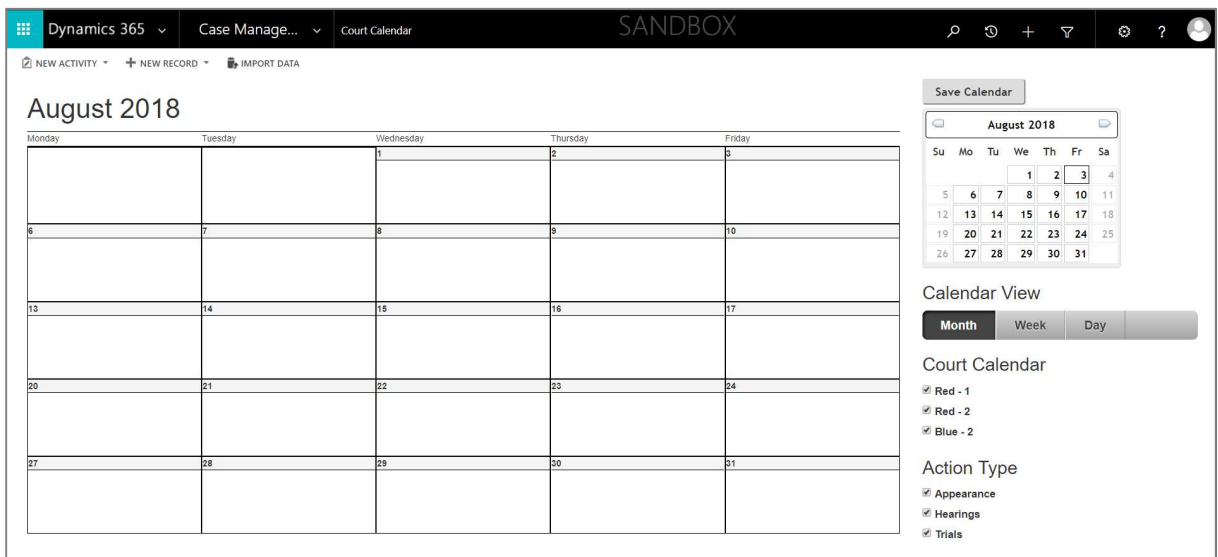 Dynamics 365 Case Manage... Court Calendar SANDBOX ?
NEW ACTIVITY NEW RECORD IMPORT DATA
August 2018
Monday Tuesday Wednesday Thursday Friday
1 2 3
6 7 8 9 10
13 14 15 16 17
20 21 22 23 24
27 28 29 30 31
Save Calendar
August 2018
Su Mo Tu We Th Fr Sa
1 2 3 4
5 6 7 8 9 10 11
12 13 14 15 16 17 18
19 20 21 22 23 24 25
26 27 28 29 30 31
Calendar View
Month Week Day
Court Calendar
Red - 1
Red - 2
Blue - 2
Action Type
Appearance
Hearings
Trials